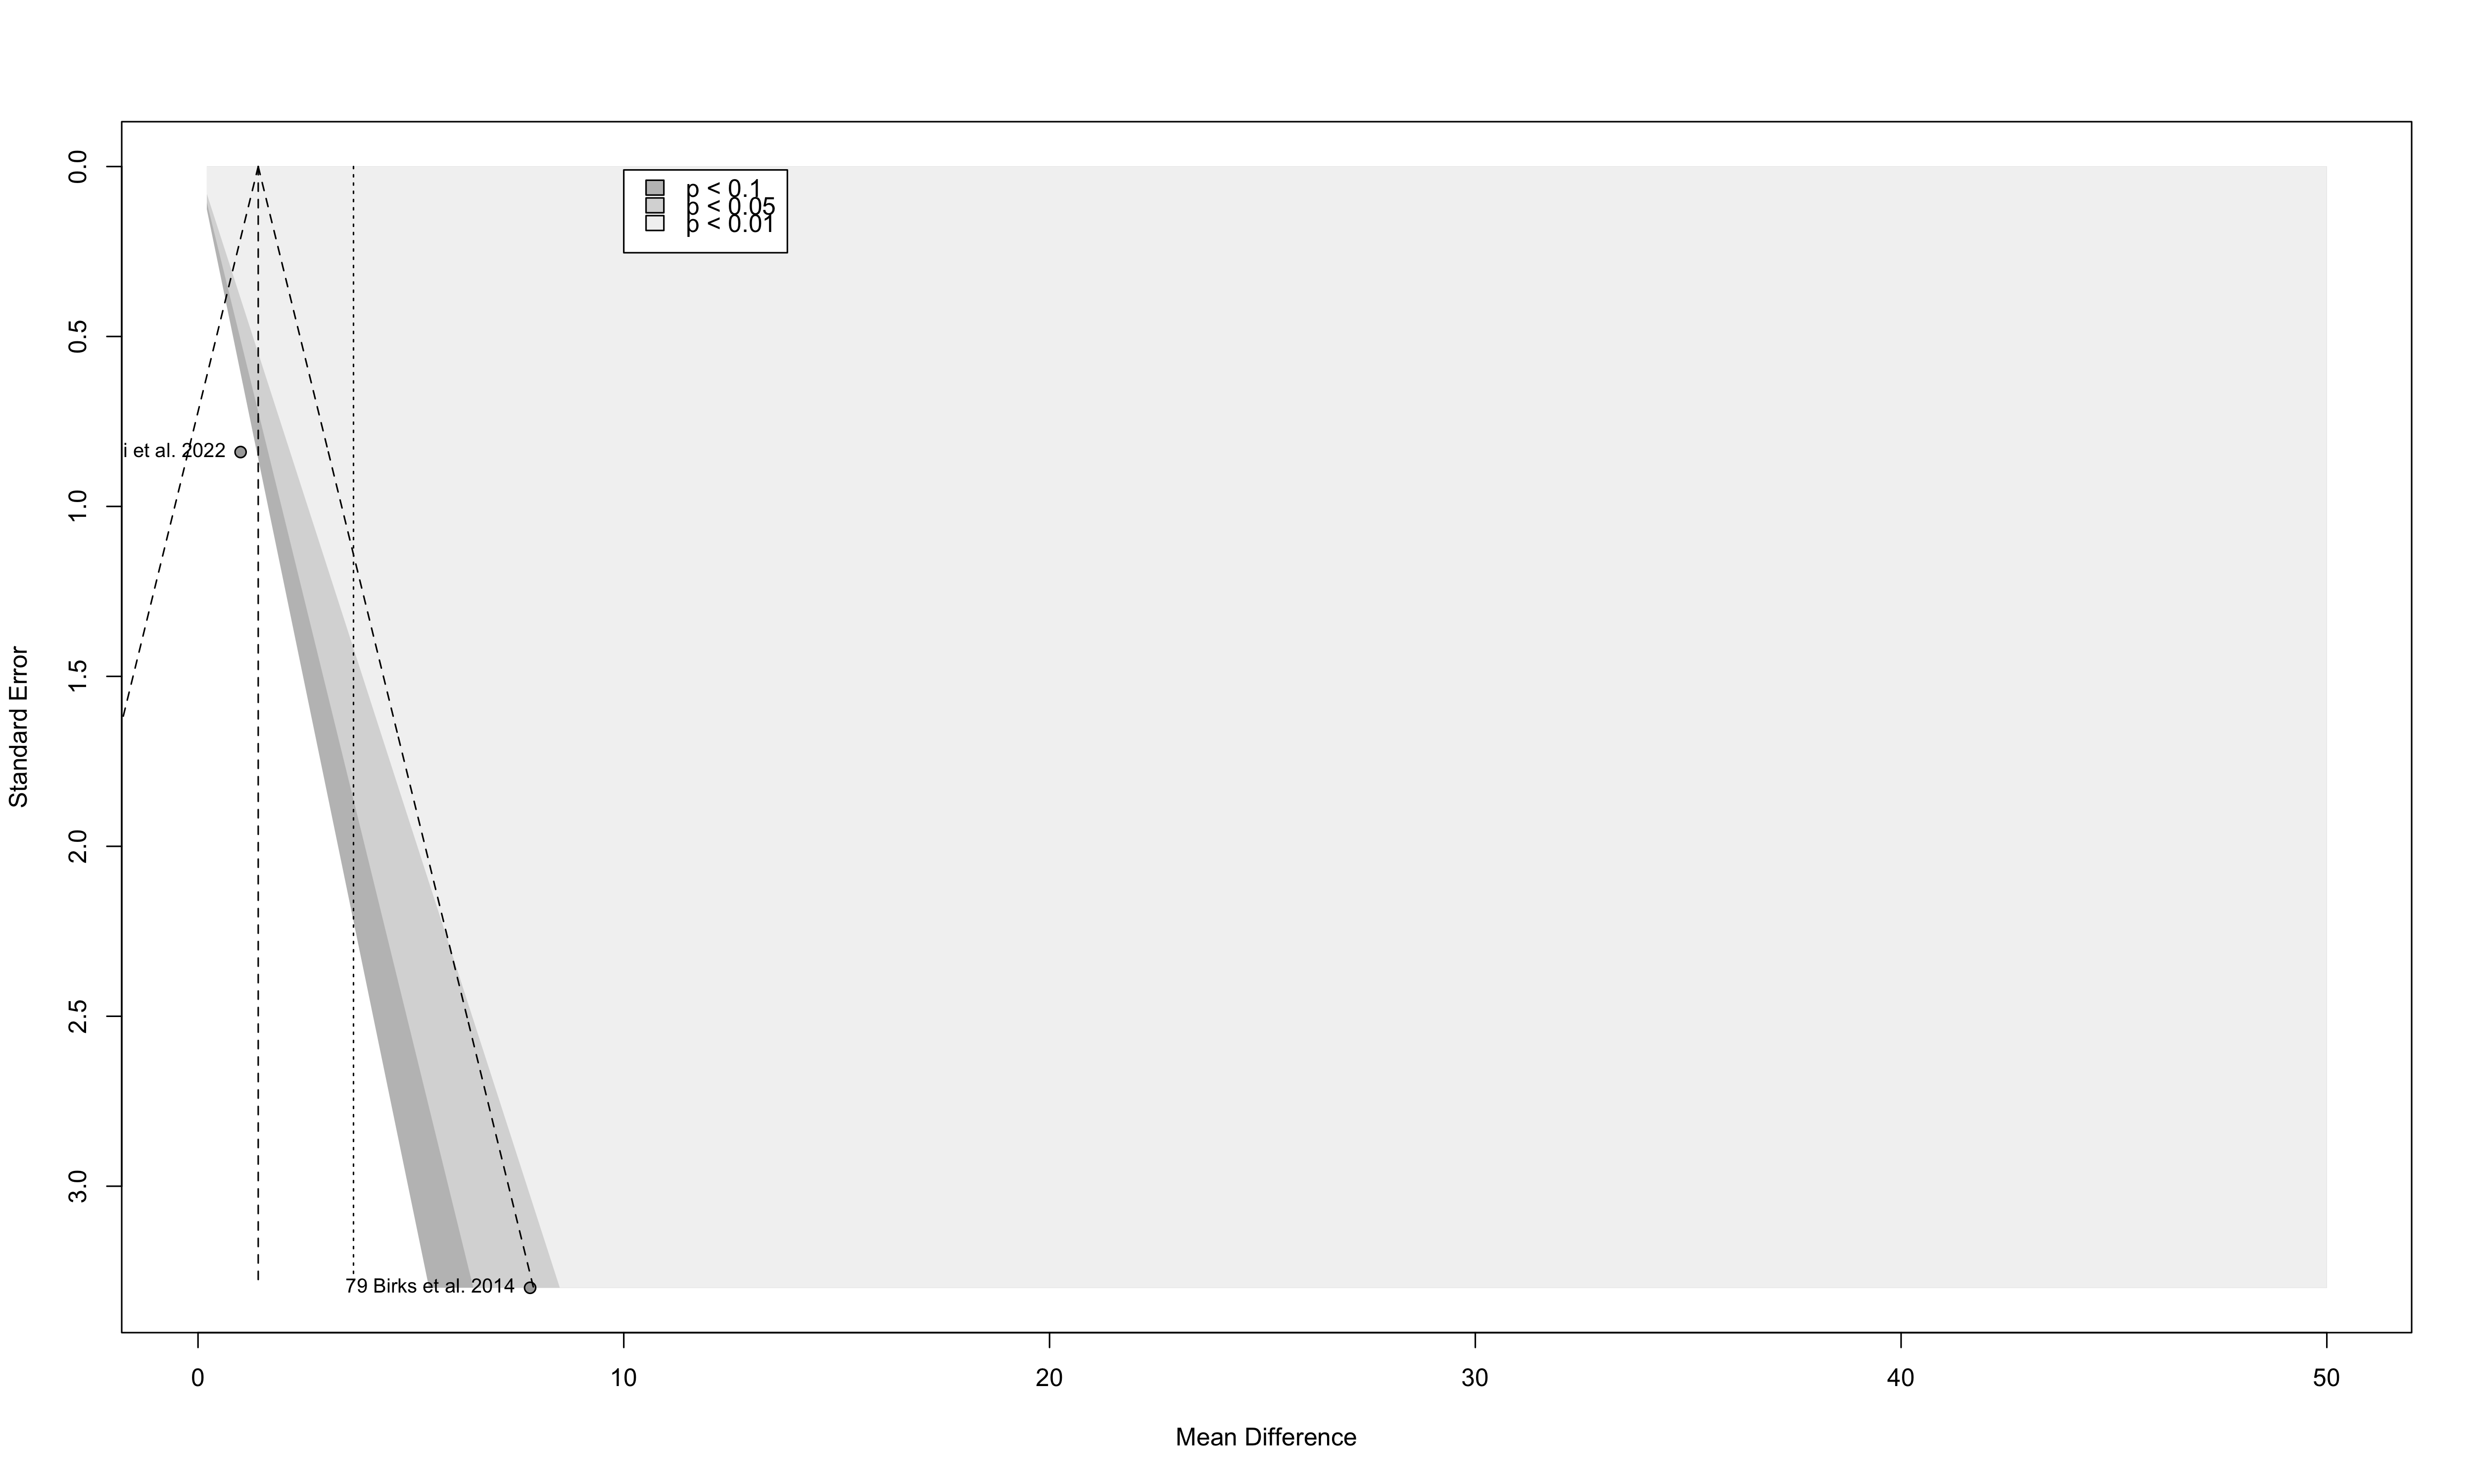 0.0
0.5
1.0
1.5
2.0
2.5
3.0
Standard Error
p < 0.1
p < 0.05
p < 0.01
i et al. 2022
79 Birks et al. 2014
0 10 20 30 40 50
Mean Difference